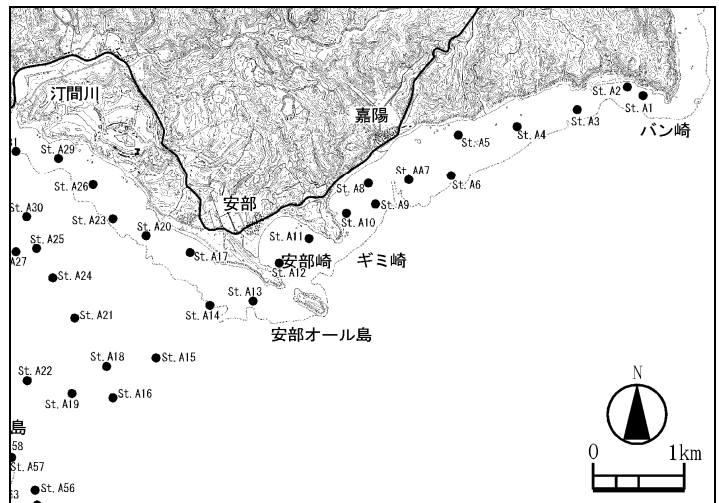 St. A2
St. A1
汀間川
嘉陽
St. A3
バン崎
St. A4
St. A5
31
St. A29
St. A8
St. AA7
St. A6
St. A26
安部
St. A9
St. A30
St. A23
St. A20
St. A10
St. A25
St. A11
A27
St. A17
安部崎
ギミ崎
St. A12
St. A24
St. A13
St. A14
St. A21
安部オール島
St. A18
St. A15
St. A22
St. A19
St. A16
N
島
58
0
1km
St. A57
St. A56